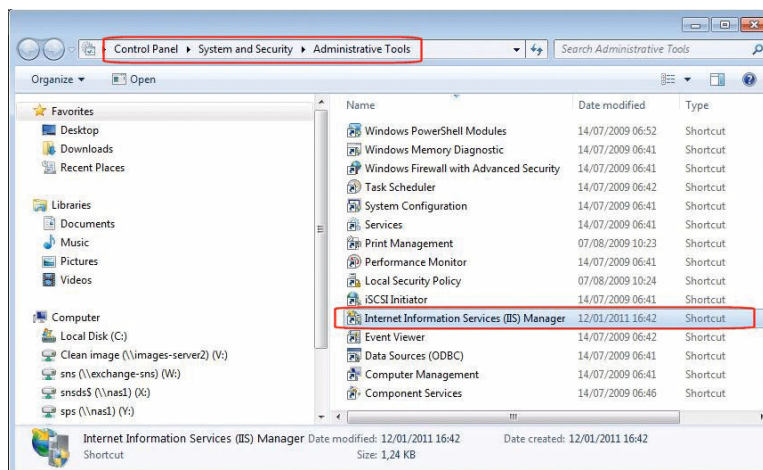 Control Panel ▸ System and Security ▸ Administrative Tools
Search Administrative Tools
Organize ▾ Open
Name Date modified Type
Favorites
Desktop
Downloads
Recent Places
Libraries
Documents
Music
Pictures
Videos
Computer
Local Disk (C:)
Clean image (\\images-server2) (V:)
sns (\\exchange-sns) (W:)
snsds$ (\\nas1) (X:)
sps (\\nas1) (Y:)
Windows PowerShell Modules 14/07/2009 06:52 Shortcut
Windows Memory Diagnostic 14/07/2009 06:41 Shortcut
Windows Firewall with Advanced Security 14/07/2009 06:41 Shortcut
Task Scheduler 14/07/2009 06:42 Shortcut
System Configuration 14/07/2009 06:41 Shortcut
Services 14/07/2009 06:41 Shortcut
Print Management 07/08/2009 10:23 Shortcut
Performance Monitor 14/07/2009 06:41 Shortcut
Local Security Policy 07/08/2009 10:24 Shortcut
iSCSI Initiator 14/07/2009 06:41 Shortcut
Internet Information Services (IIS) Manager 12/01/2011 16:42 Shortcut
Event Viewer 14/07/2009 06:42 Shortcut
Data Sources (ODBC) 14/07/2009 06:41 Shortcut
Computer Management 14/07/2009 06:41 Shortcut
Component Services 14/07/2009 06:46 Shortcut
Internet Information Services (IIS) Manager Date modified: 12/01/2011 16:42 Date created: 12/01/2011 16:42
Shortcut Size: 1,24 KB